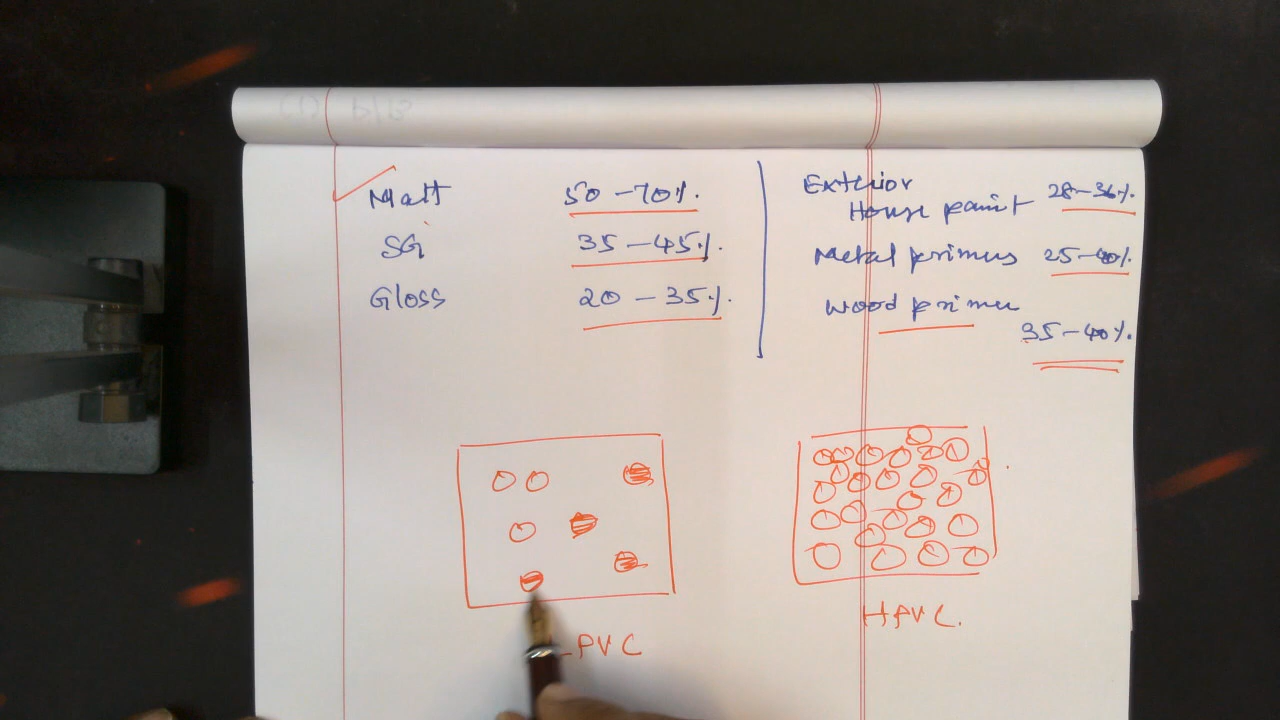 Matt 50-70%.
SG 35-45%.
Gloss 20-35%.
Exterior
House paint 28-36%.
Metal primers 25-40%.
Wood primer
35-40%.
LPVC
HPVC.